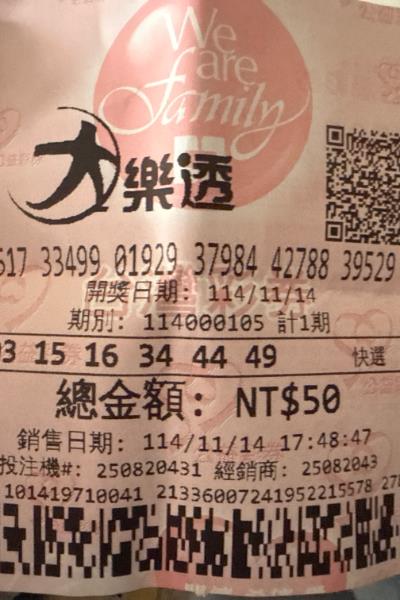 We
are
family
大樂透
517 33499 01929 37984 42788 39529
開獎日期: 114/11/14
期別: 114000105 計1期
03 15 16 34 44 49 快選
總金額: NT$50
銷售日期: 114/11/14 17:48:47
投注機#: 250820431 經銷商: 25082043
101419710041 21336007241952215578 27